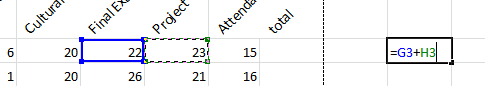 Cultural Final Ex Project Attenda total
6 20 22 23 15 =G3+H3
1 20 26 21 16